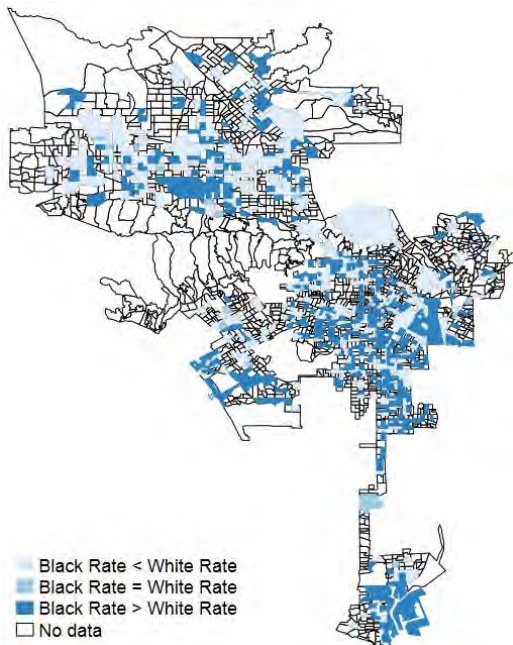 Black Rate < White Rate
Black Rate = White Rate
Black Rate > White Rate
No data